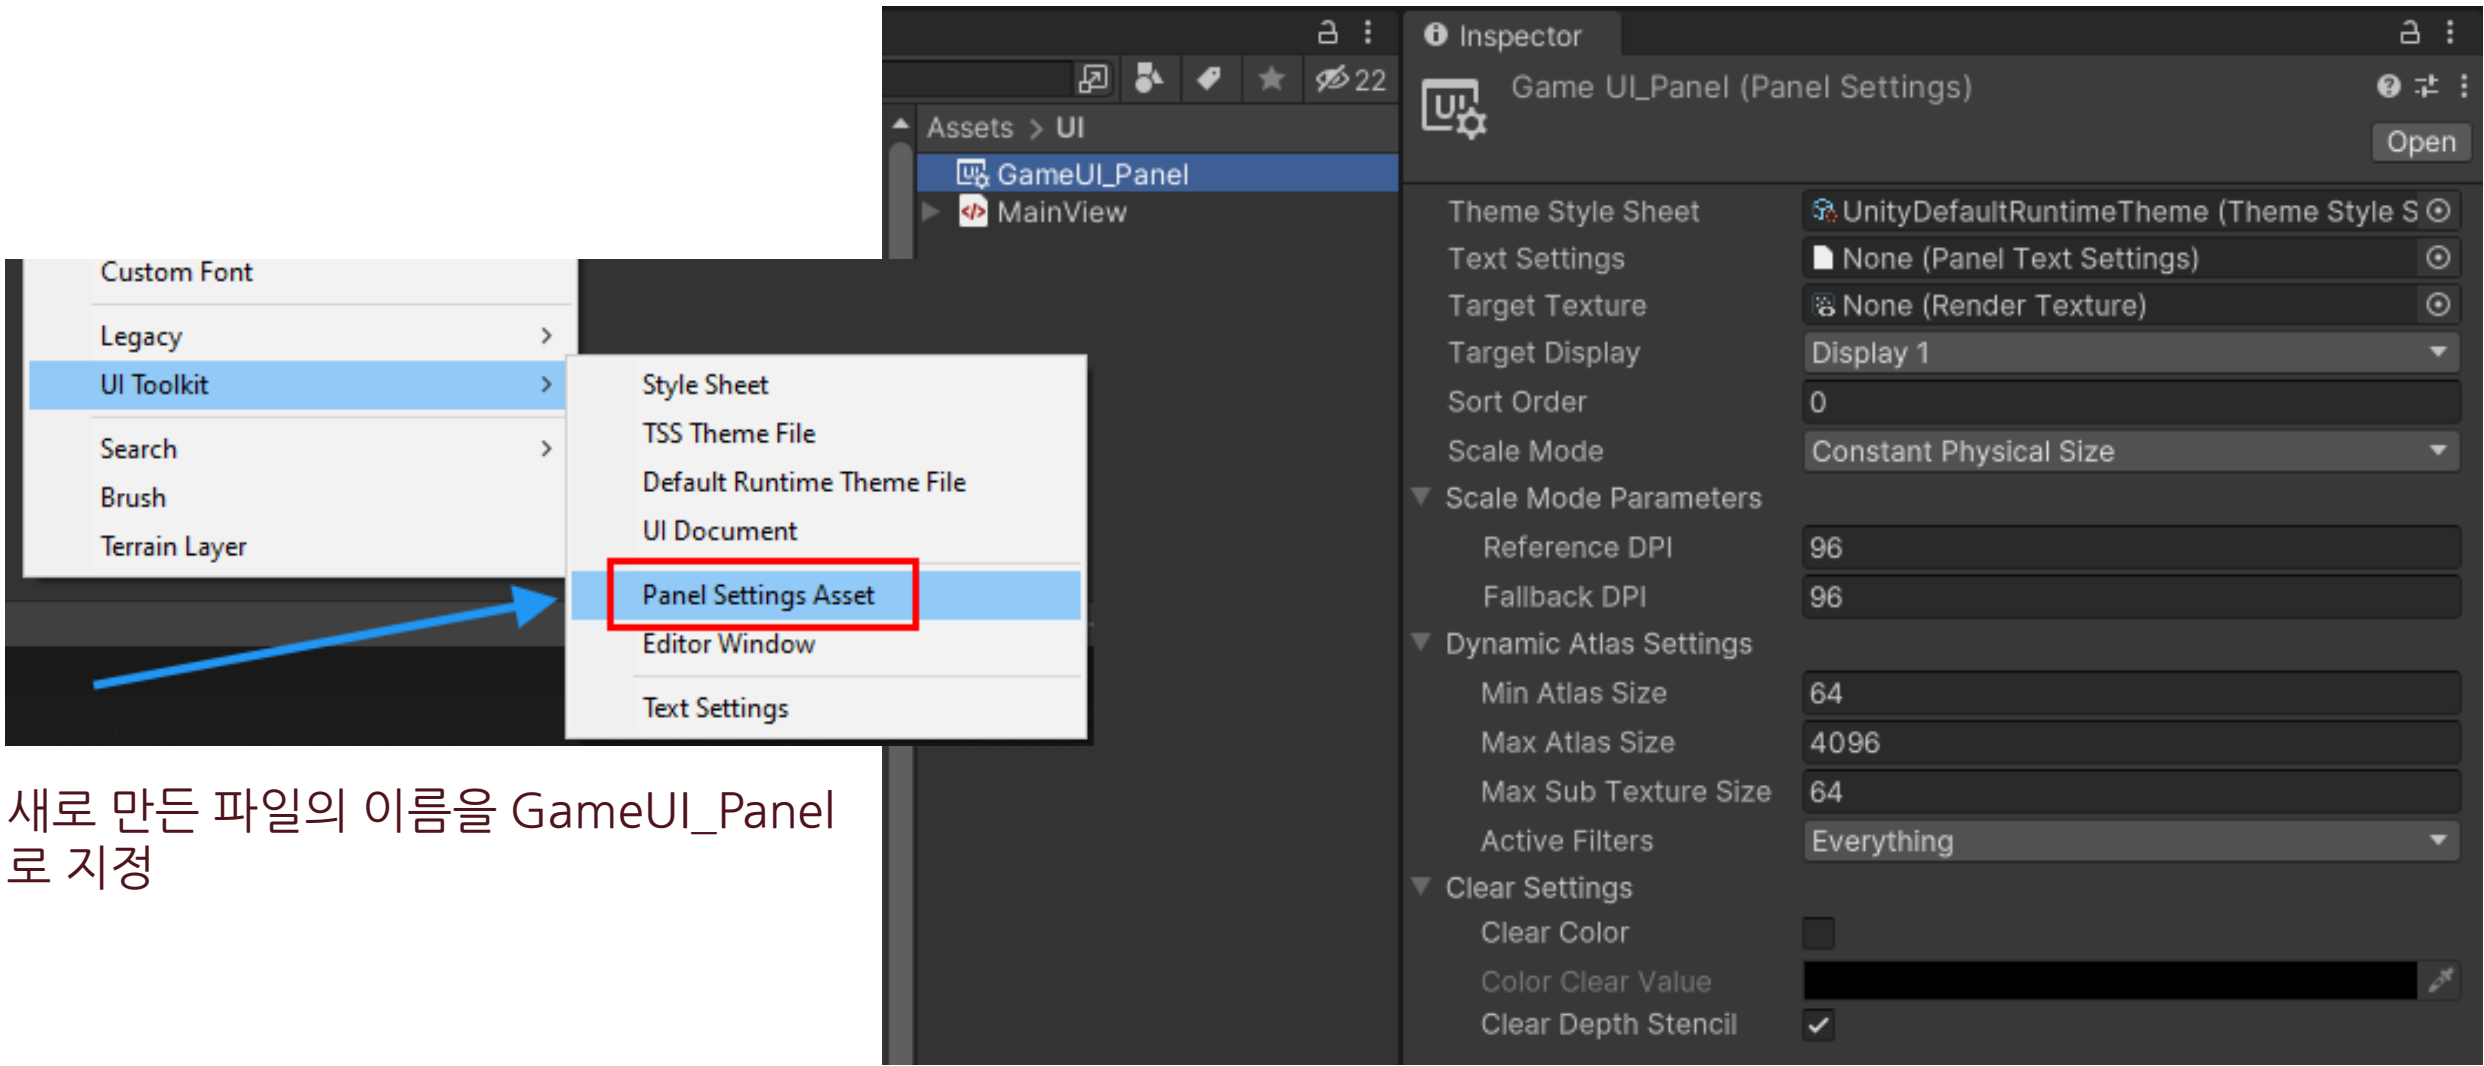 22
Assets > UI
GameUI_Panel
MainView
Custom Font
Legacy
UI Toolkit
Search
Brush
Terrain Layer
Style Sheet
TSS Theme File
Default Runtime Theme File
UI Document
Panel Settings Asset
Editor Window
Text Settings
새로 만든 파일의 이름을 GameUI_Panel
로 지정
Inspector
Game UI_Panel (Panel Settings)
Open
Theme Style Sheet UnityDefaultRuntimeTheme (Theme Style S
Text Settings None (Panel Text Settings)
Target Texture None (Render Texture)
Target Display Display 1
Sort Order 0
Scale Mode Constant Physical Size
Scale Mode Parameters
Reference DPI 96
Fallback DPI 96
Dynamic Atlas Settings
Min Atlas Size 64
Max Atlas Size 4096
Max Sub Texture Size 64
Active Filters Everything
Clear Settings
Clear Color
Color Clear Value
Clear Depth Stencil